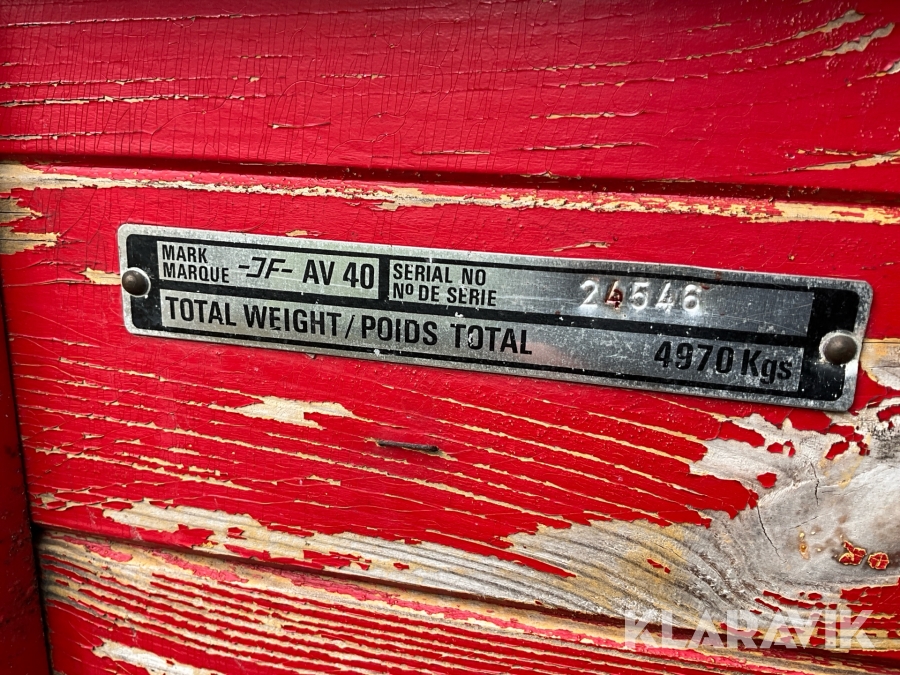 MARK
MARQUE
-JF- AV 40
SERIAL NO
Nº DE SERIE
24546
TOTAL WEIGHT/POIDS TOTAL 4970 Kgs
KLARAVIK